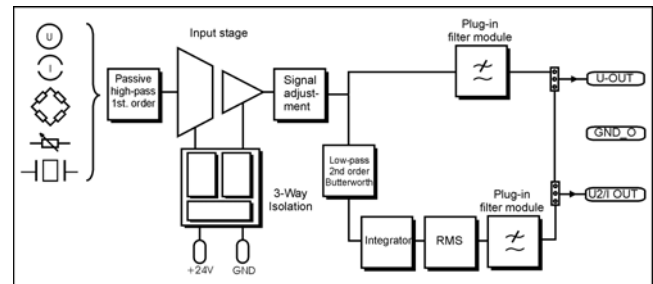 Input stage
Plug-in
filter module
U
I
Passive
high-pass
1st. order
Signal
adjust-
ment
U-OUT
GND_O
Low-pass
2nd order
Butterworth
3-Way
Isolation
Plug-in
filter module
U2/I OUT
Integrator
RMS
+24V
GND